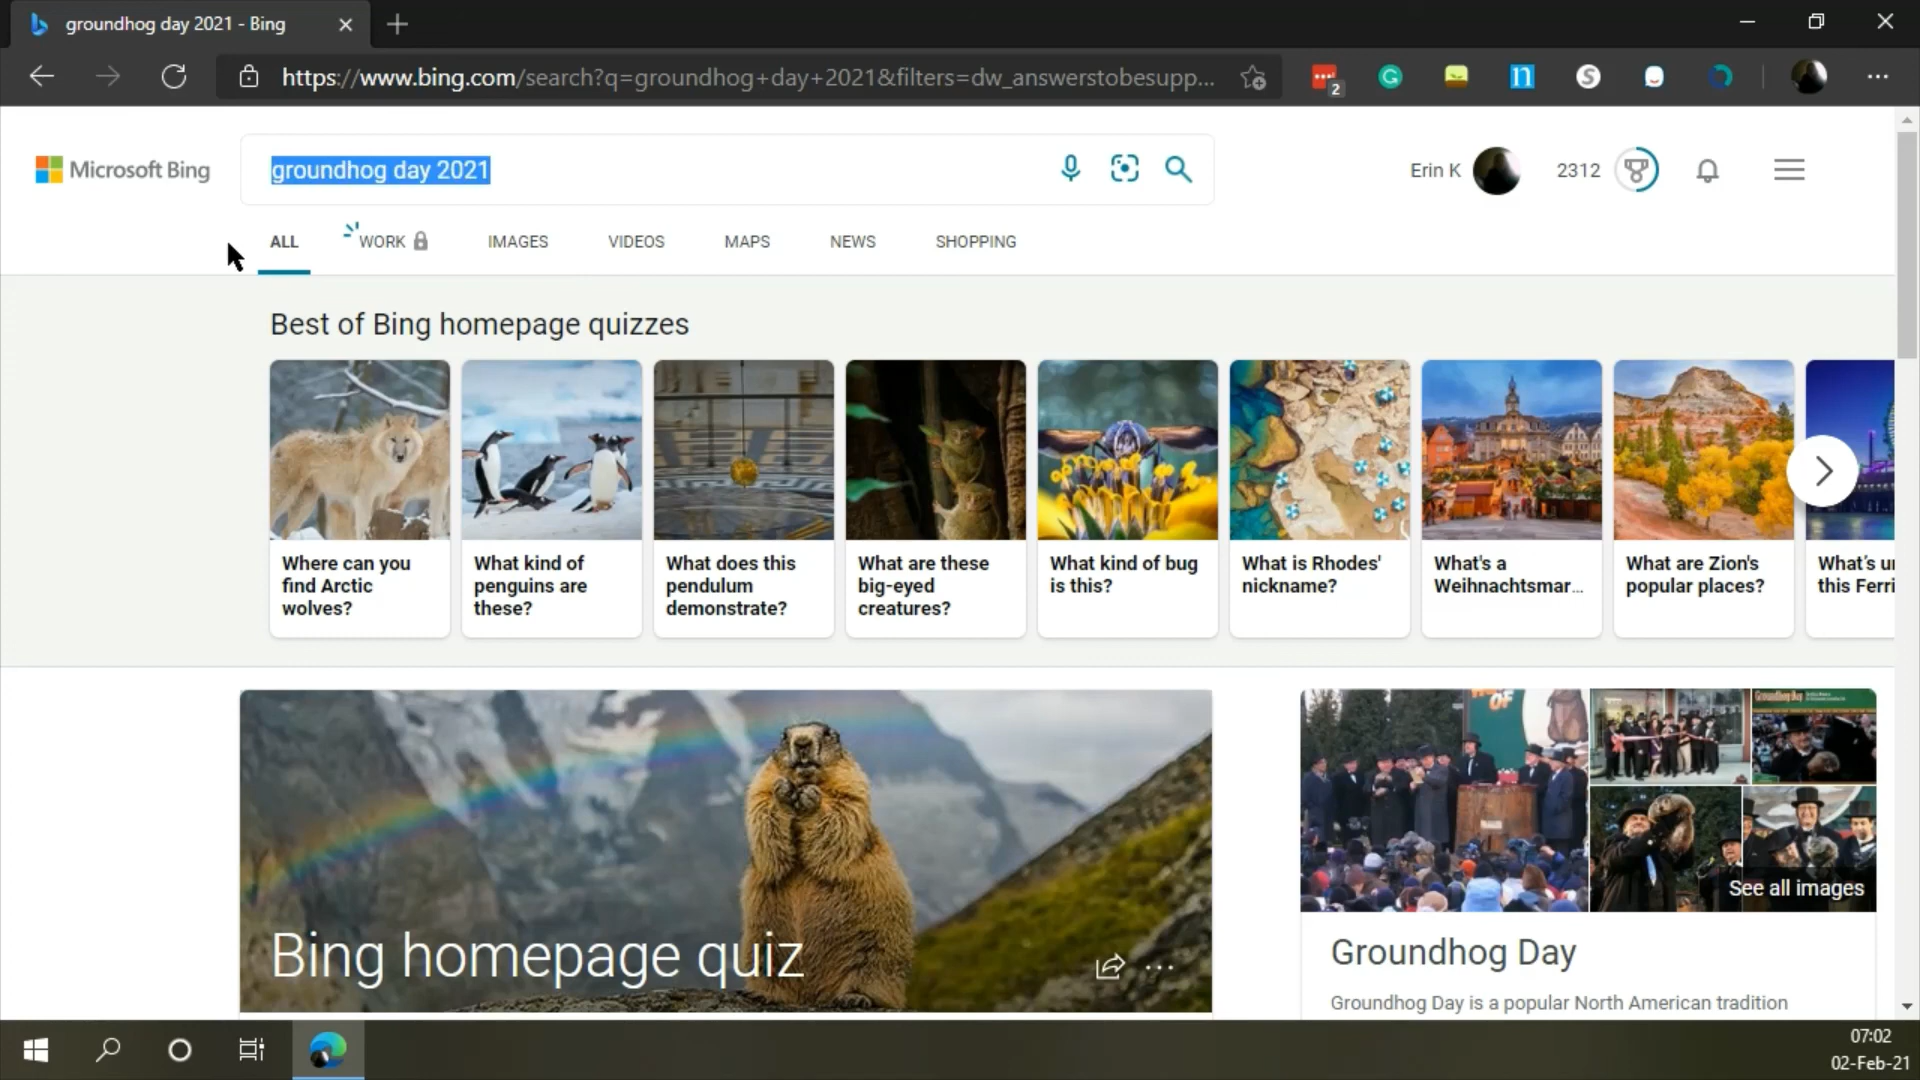 groundhog day 2021 - Bing
https://www.bing.com/search?q=groundhog+day+2021&filters=dw_answerstobesupp...
2
Microsoft Bing
groundhog day 2021
Erin K
2312
ALL
WORK
IMAGES
VIDEOS
MAPS
NEWS
SHOPPING
Best of Bing homepage quizzes
Where can you
find Arctic
wolves?
What kind of
penguins are
these?
What does this
pendulum
demonstrate?
What are these
big-eyed
creatures?
What kind of bug
is this?
What is Rhodes'
nickname?
What's a
Weihnachtsmar...
What are Zion's
popular places?
What's
this
Bing homepage quiz
See all images
Groundhog Day
Groundhog Day is a popular North American tradition
07:02
02-Feb-21